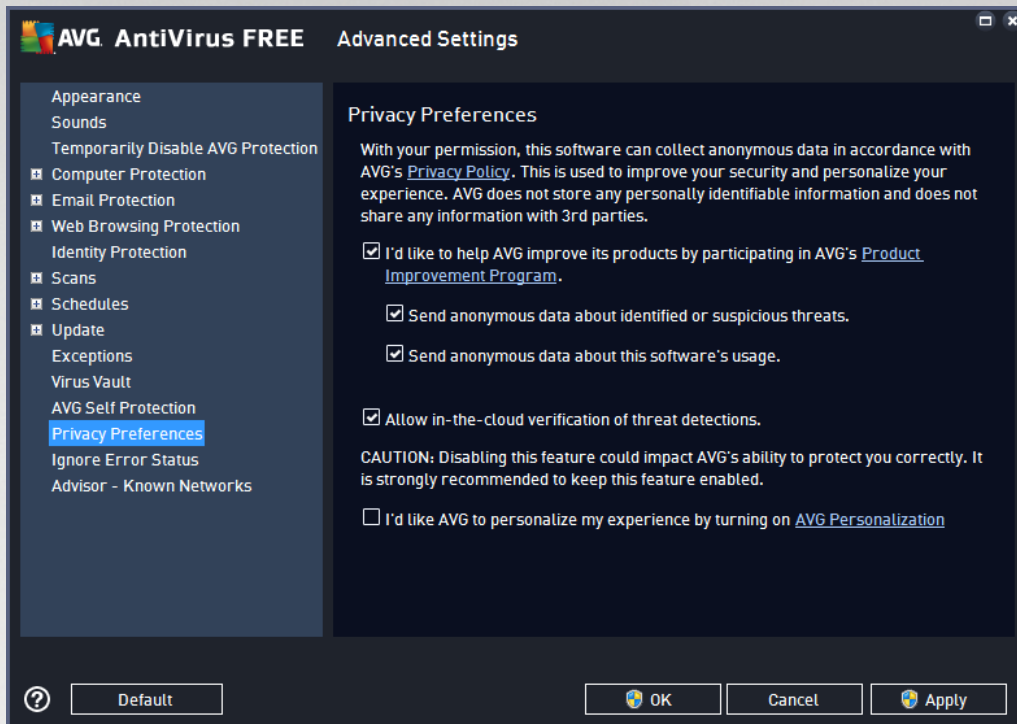 AVG. AntiVirus FREE Advanced Settings
Appearance
Sounds
Temporarily Disable AVG Protection
Computer Protection
Email Protection
Web Browsing Protection
Identity Protection
Scans
Schedules
Update
Exceptions
Virus Vault
AVG Self Protection
Privacy Preferences
Ignore Error Status
Advisor - Known Networks
Privacy Preferences
With your permission, this software can collect anonymous data in accordance with
AVG's Privacy Policy. This is used to improve your security and personalize your
experience. AVG does not store any personally identifiable information and does not
share any information with 3rd parties.
I'd like to help AVG improve its products by participating in AVG's Product
Improvement Program.
Send anonymous data about identified or suspicious threats.
Send anonymous data about this software's usage.
Allow in-the-cloud verification of threat detections.
CAUTION: Disabling this feature could impact AVG's ability to protect you correctly. It
is strongly recommended to keep this feature enabled.
I'd like AVG to personalize my experience by turning on AVG Personalization
? Default OK Cancel Apply